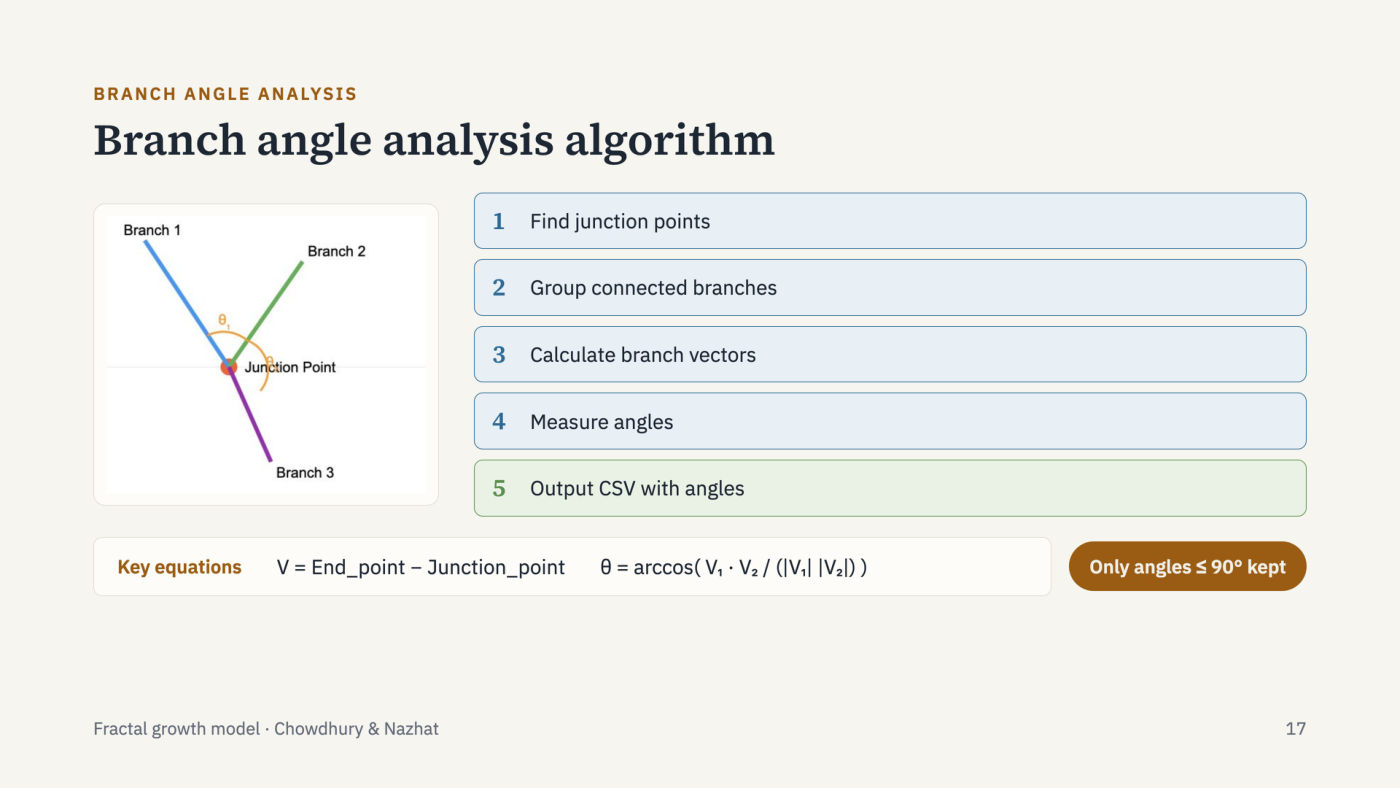 BRANCH ANGLE ANALYSIS
Branch angle analysis algorithm
Branch 1
Branch 2
θ₁
θ
Junction Point
Branch 3
1 Find junction points
2 Group connected branches
3 Calculate branch vectors
4 Measure angles
5 Output CSV with angles
Key equations V = End_point – Junction_point θ = arccos( V₁ · V₂ / (|V₁| |V₂|) )
Only angles ≤ 90° kept
Fractal growth model · Chowdhury & Nazhat
17